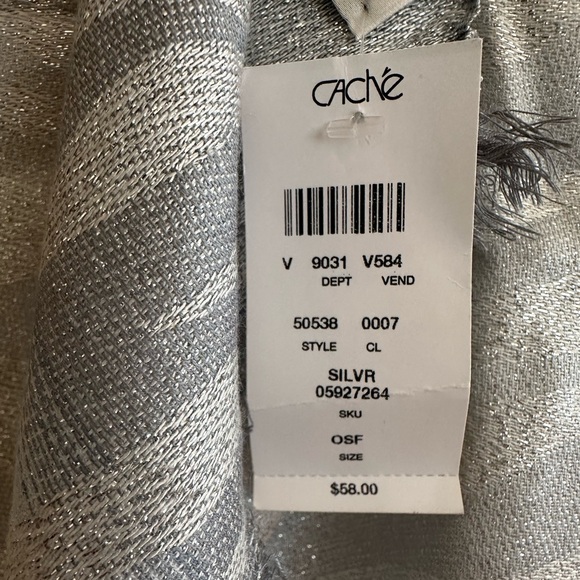 CAChé
V 9031 V584
DEPT VEND
50538 0007
STYLE CL
SILVR
05927264
SKU
OSF
SIZE
$58.00